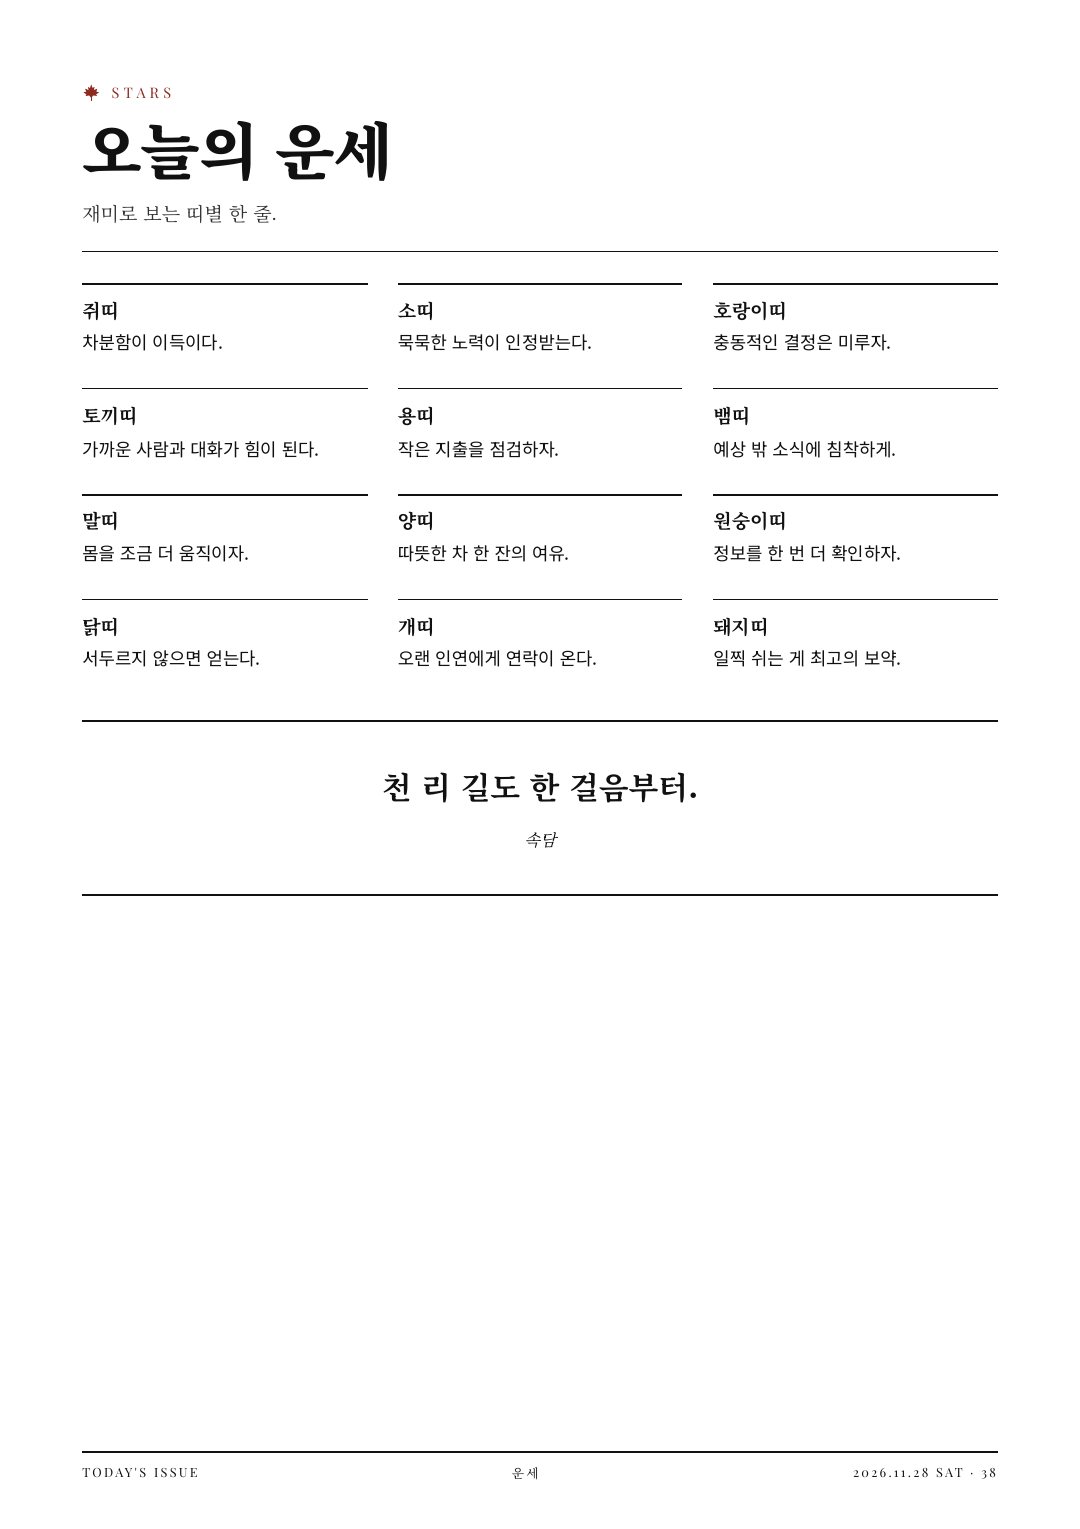 STARS
오늘의 운세
재미로 보는 띠별 한 줄.
쥐띠
차분함이 이득이다.
소띠
묵묵한 노력이 인정받는다.
호랑이띠
충동적인 결정은 미루자.
토끼띠
가까운 사람과 대화가 힘이 된다.
용띠
작은 지출을 점검하자.
뱀띠
예상 밖 소식에 침착하게.
말띠
몸을 조금 더 움직이자.
양띠
따뜻한 차 한 잔의 여유.
원숭이띠
정보를 한 번 더 확인하자.
닭띠
서두르지 않으면 얻는다.
개띠
오랜 인연에게 연락이 온다.
돼지띠
일찍 쉬는 게 최고의 보약.
천 리 길도 한 걸음부터.
속담
TODAY'S ISSUE
운세
2026.11.28 SAT · 38